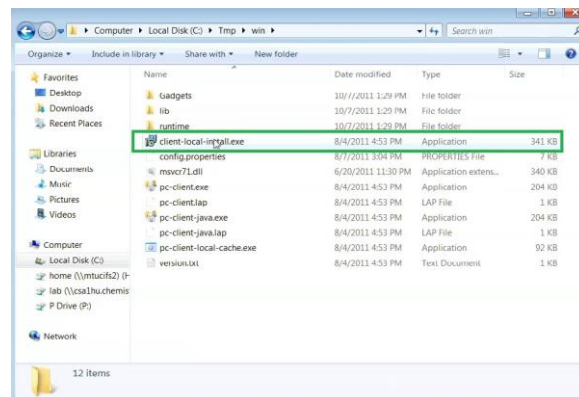 Computer ▸ Local Disk (C:) ▸ Tmp ▸ win ▸
Search win
Organize Include in library Share with New folder
Name Date modified Type Size
Favorites
Desktop
Downloads
Recent Places
Libraries
Documents
Music
Pictures
Videos
Computer
Local Disk (C:)
home (\\mtucifs2) (H
lab (\\csa1hu.chemis
P Drive (P:)
Network
Gadgets 10/7/2011 1:29 PM File folder
lib 10/7/2011 1:29 PM File folder
runtime 10/7/2011 1:29 PM File folder
client-local-install.exe 8/4/2011 4:53 PM Application 341 KB
config.properties 8/7/2011 3:04 PM PROPERTIES File 7 KB
msvcr71.dll 6/20/2011 11:30 PM Application extens... 340 KB
pc-client.exe 8/4/2011 4:53 PM Application 204 KB
pc-client.lap 8/4/2011 4:53 PM LAP File 1 KB
pc-client-java.exe 8/4/2011 4:53 PM Application 204 KB
pc-client-java.lap 8/4/2011 4:53 PM LAP File 1 KB
pc-client-local-cache.exe 8/4/2011 4:53 PM Application 92 KB
version.txt 8/4/2011 4:53 PM Text Document 1 KB
12 items